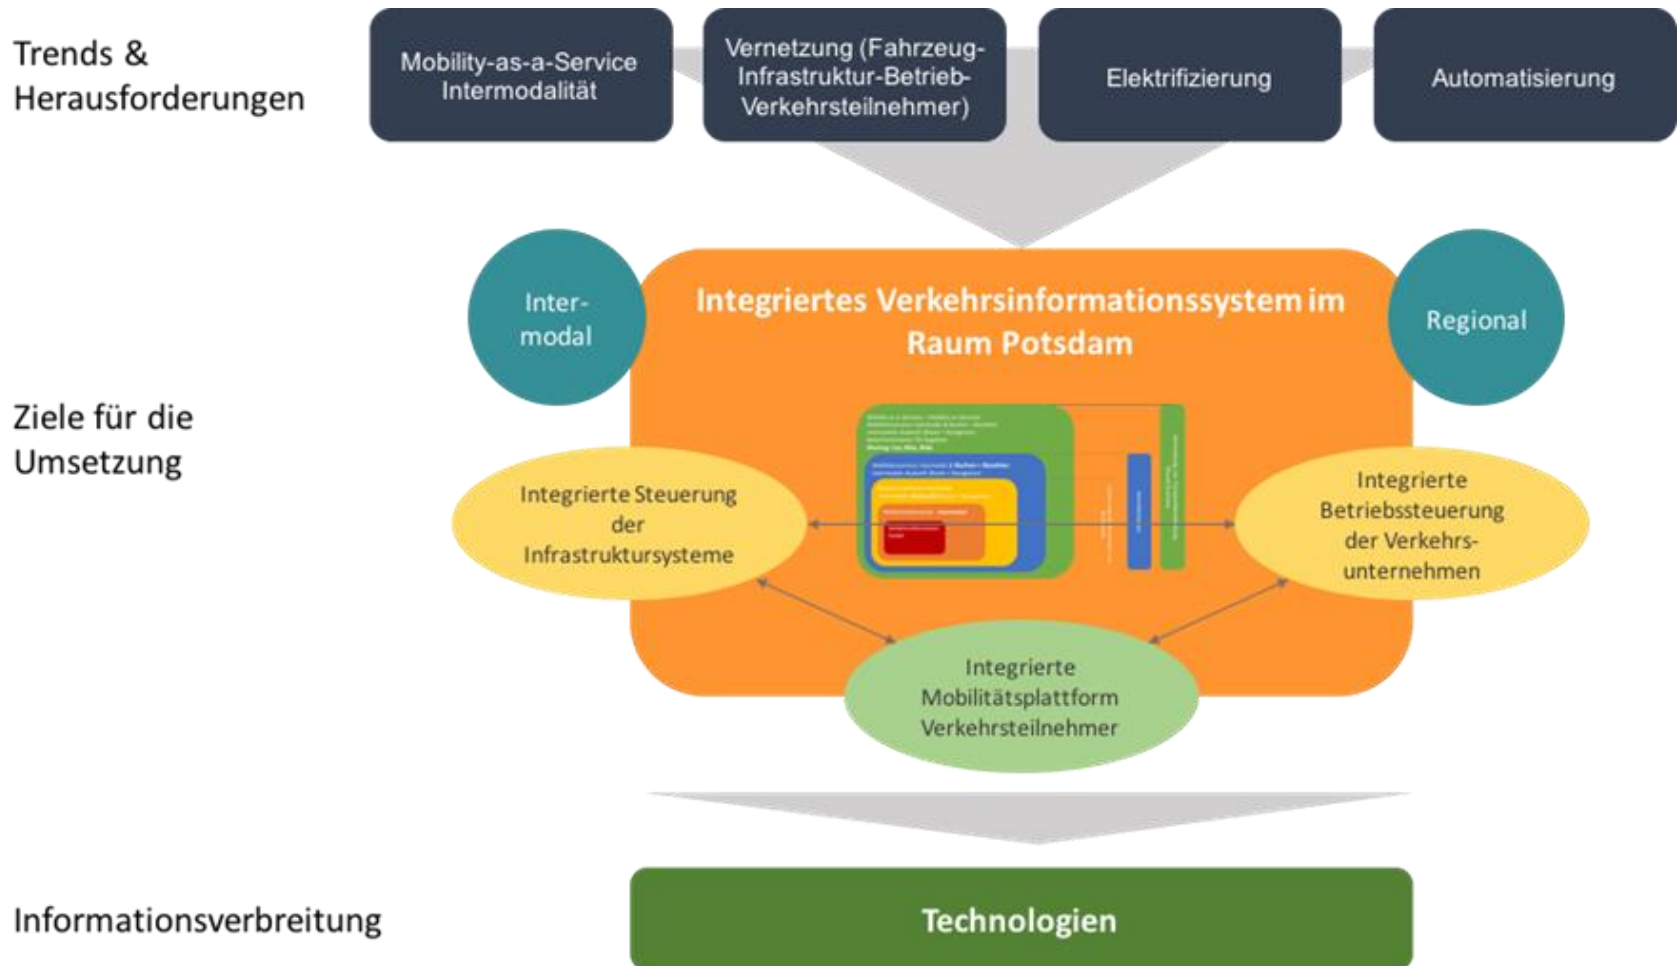 Trends &
Herausforderungen
Mobility-as-a-Service
Intermodalität
Vernetzung (Fahrzeug-
Infrastruktur-Betrieb-
Verkehrsteilnehmer)
Elektrifizierung
Automatisierung
Inter-
modal
Integriertes Verkehrsinformationssystem im
Raum Potsdam
Regional
Ziele für die
Umsetzung
Integrierte Steuerung
der
Infrastruktursysteme
Integrierte
Betriebssteuerung
der Verkehrs-
unternehmen
Integrierte
Mobilitätsplattform
Verkehrsteilnehmer
Informationsverbreitung
Technologien